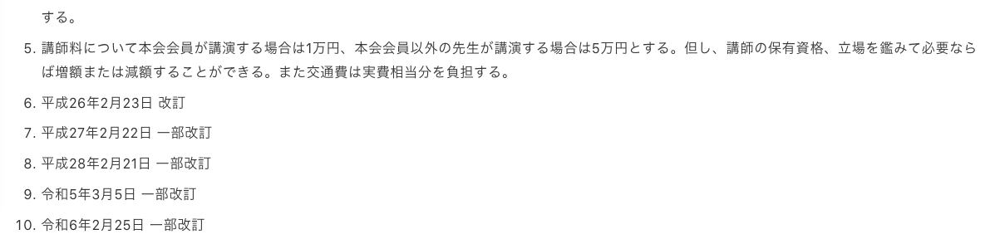 する。
5. 講師料について本会会員が講演する場合は1万円、本会会員以外の先生が講演する場合は5万円とする。但し、講師の保有資格、立場を鑑みて必要なら
ば増額または減額することができる。また交通費は実費相当分を負担する。
6. 平成26年2月23日 改訂
7. 平成27年2月22日 一部改訂
8. 平成28年2月21日 一部改訂
9. 令和5年3月5日 一部改訂
10. 令和6年2月25日 一部改訂